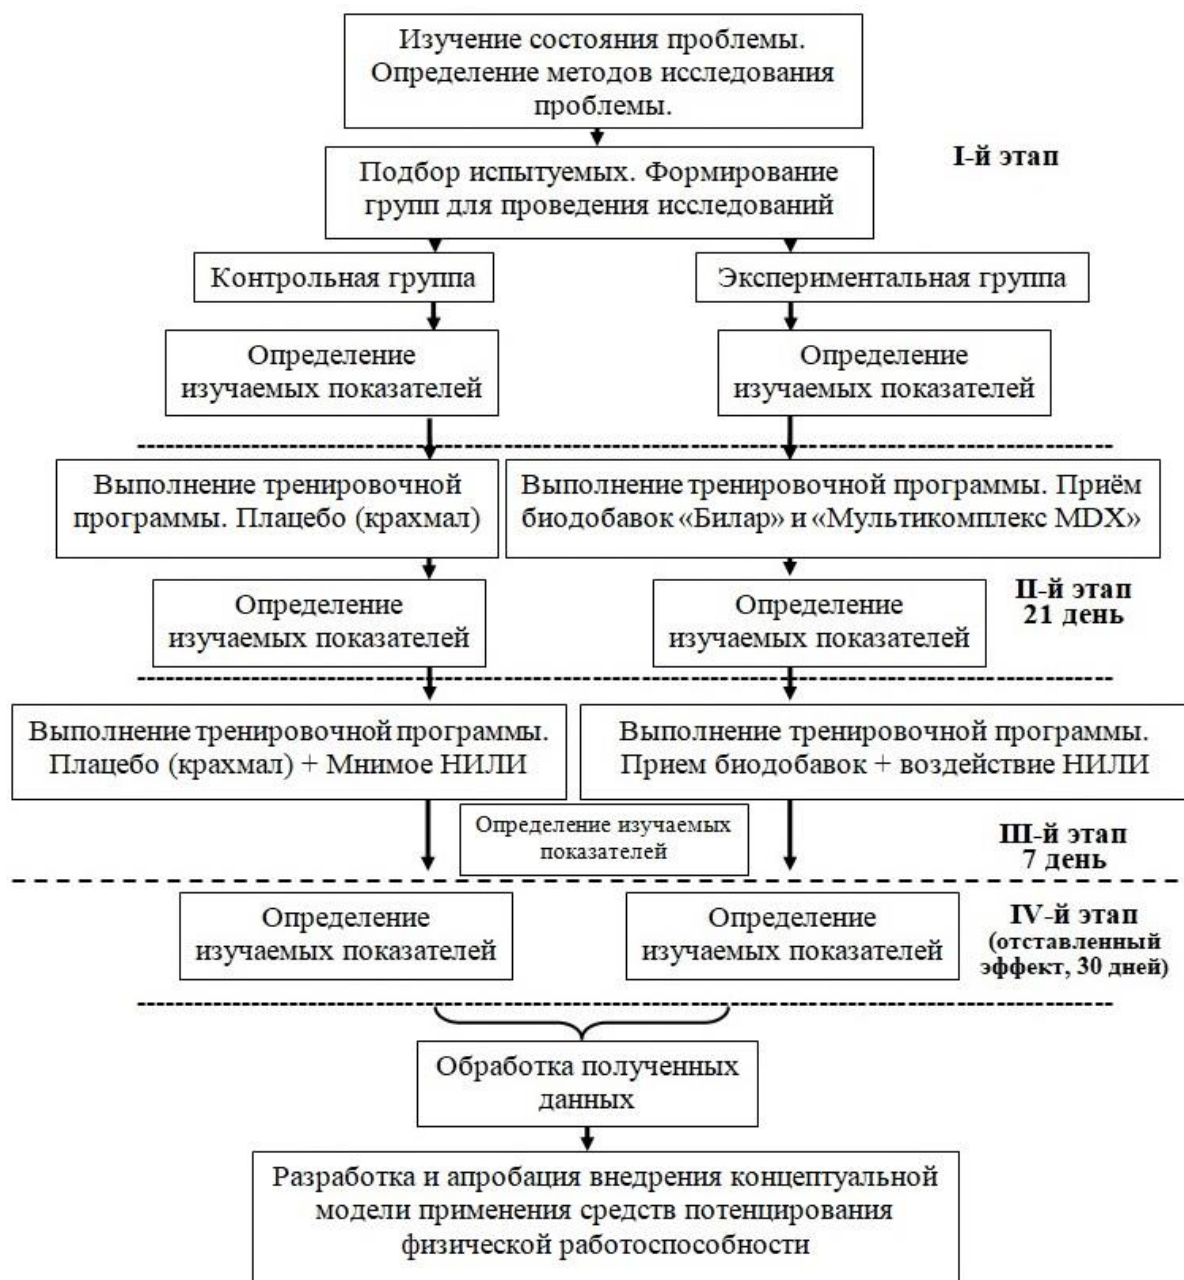 Изучение состояния проблемы.
Определение методов исследования
проблемы.
I-й этап
Подбор испытуемых. Формирование
групп для проведения исследований
Контрольная группа
Экспериментальная группа
Определение
изучаемых показателей
Определение
изучаемых показателей
Выполнение тренировочной
программы. Плацебо (крахмал)
Выполнение тренировочной программы. Приём
биодобавок «Билар» и «Мультикомплекс MDX»
Определение
изучаемых показателей
Определение
изучаемых показателей
II-й этап
21 день
Выполнение тренировочной программы.
Плацебо (крахмал) + Мнимое НИЛИ
Выполнение тренировочной программы.
Прием биодобавок + воздействие НИЛИ
Определение изучаемых
показателей
III-й этап
7 день
Определение
изучаемых показателей
Определение
изучаемых показателей
IV-й этап
(отставленный
эффект, 30 дней)
Обработка полученных
данных
Разработка и апробация внедрения концептуальной
модели применения средств потенцирования
физической работоспособности